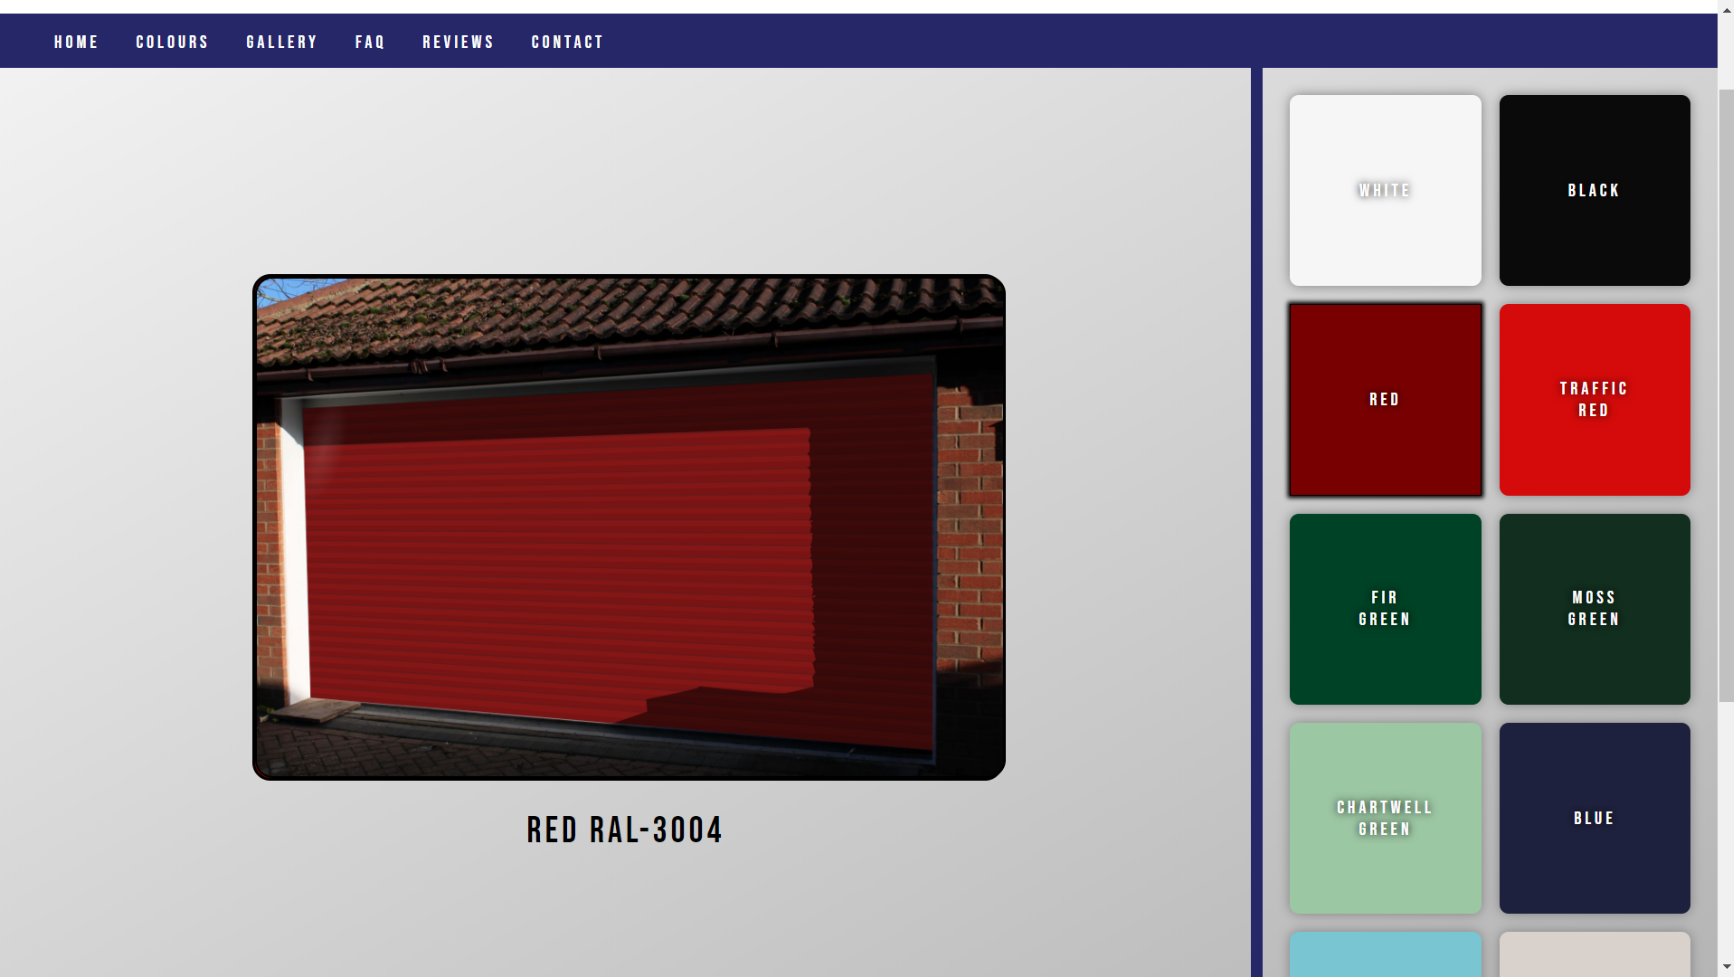 HOME COLOURS GALLERY FAQ REVIEWS CONTACT
WHITE
BLACK
RED
TRAFFIC
RED
FIR
GREEN
MOSS
GREEN
CHARTWELL
GREEN
BLUE
RED RAL-3004